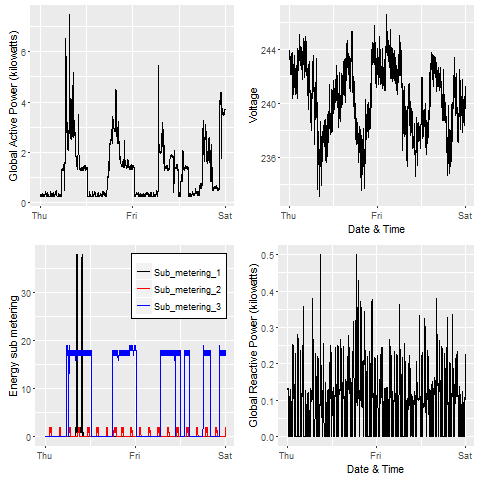 Global Active Power (kilowatts)
6
4
2
0
Thu
Fri
Sat
Voltage
244
240
236
Thu
Fri
Sat
Date & Time
Energy sub metering
30
20
10
0
Thu
Fri
Sat
Sub_metering_1
Sub_metering_2
Sub_metering_3
Global Reactive Power (kilowatts)
0.5
0.4
0.3
0.2
0.1
0.0
Thu
Fri
Sat
Date & Time